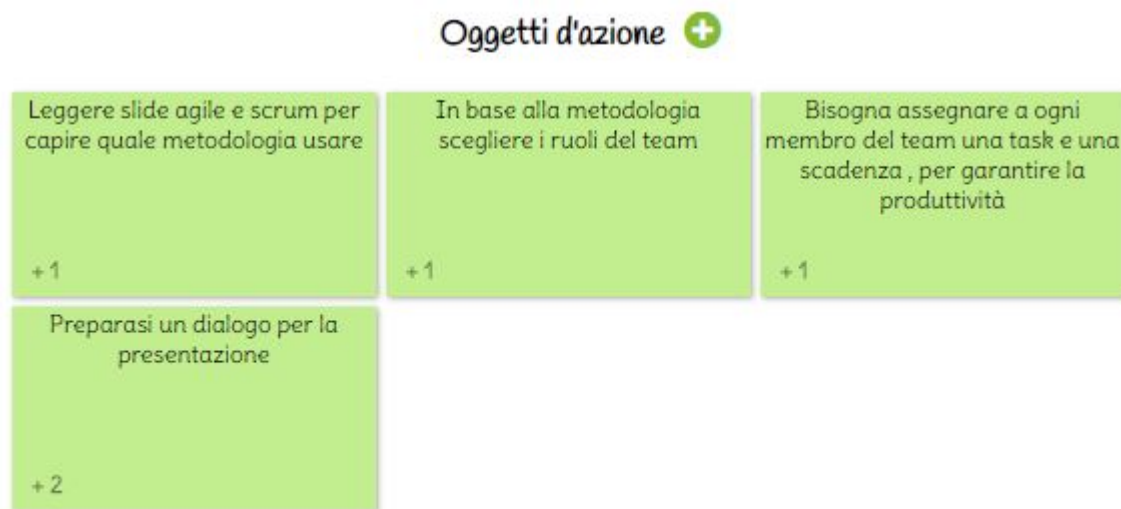 Oggetti d'azione
Leggere slide agile e scrum per
capire quale metodologia usare
+1
In base alla metodologia
scegliere i ruoli del team
+1
Bisogna assegnare a ogni
membro del team una task e una
scadenza , per garantire la
produttività
+1
Preparasi un dialogo per la
presentazione
+2